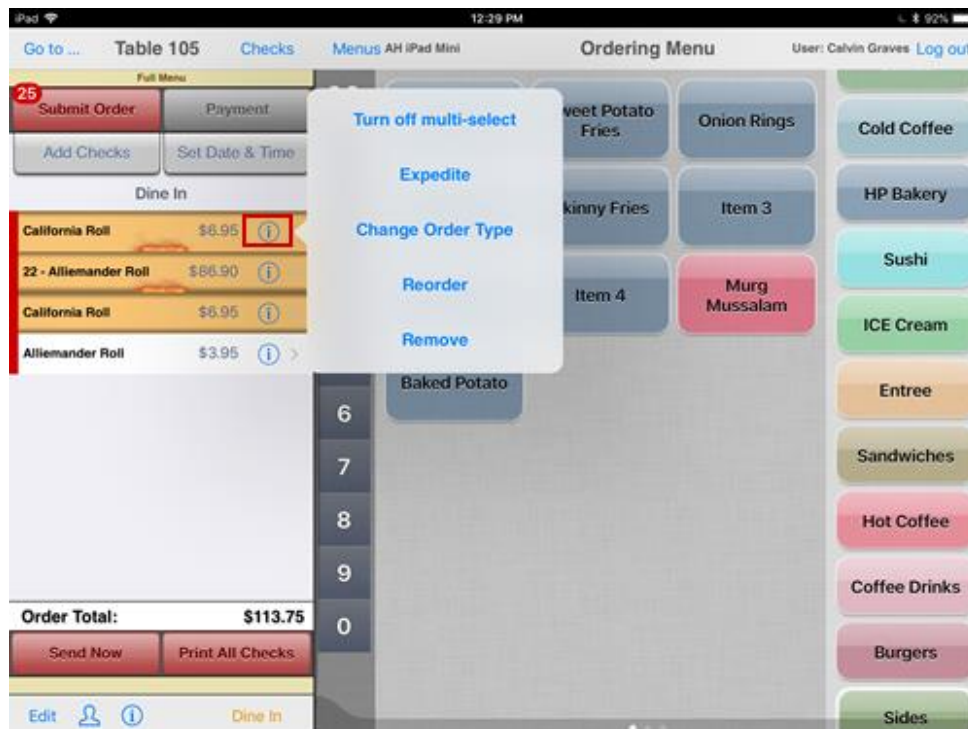 iPad 12:29 PM 92%
Go to ... Table 105 Checks Menus AH iPad Mini Ordering Menu User: Calvin Graves Log out
Full Menu
25
Submit Order Payment
Add Checks Set Date & Time
Dine In
California Roll $6.95
22 - Alliemander Roll $86.90
California Roll $6.95
Alliemander Roll $3.95
Order Total: $113.75
Send Now Print All Checks
Edit Dine In
Turn off multi-select
Expedite
Change Order Type
Reorder
Remove
6
7
8
9
0
Fries
Onion Rings
Fries
Item 3
Item 4
Murg
Mussalam
Baked Potato
Cold Coffee
HP Bakery
Sushi
ICE Cream
Entree
Sandwiches
Hot Coffee
Coffee Drinks
Burgers
Sides